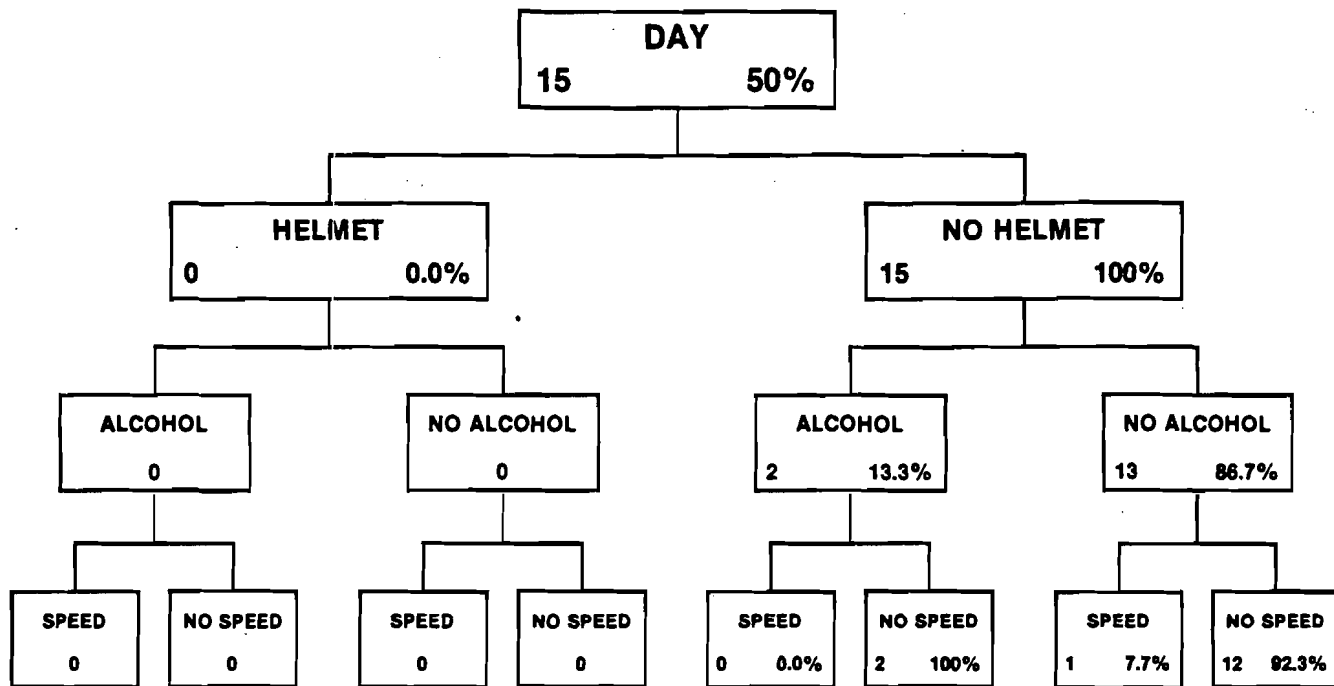 DAY
15 50%
HELMET
0 0.0%
NO HELMET
15 100%
ALCOHOL
0
NO ALCOHOL
0
ALCOHOL
2 13.3%
NO ALCOHOL
13 86.7%
SPEED
0
NO SPEED
0
SPEED
0
NO SPEED
0
SPEED
0 0.0%
NO SPEED
2 100%
SPEED
1 7.7%
NO SPEED
12 92.3%